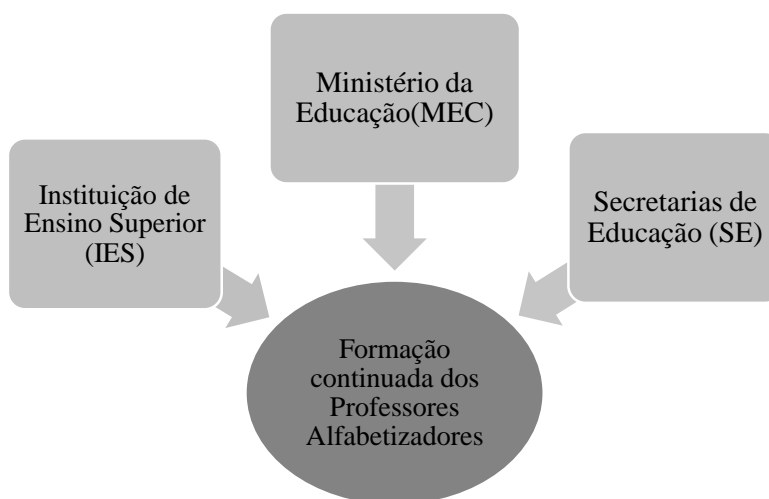 Ministério da
Educação(MEC)
Instituição de
Ensino Superior
(IES)
Secretarias de
Educação (SE)
Formação
continuada dos
Professores
Alfabetizadores